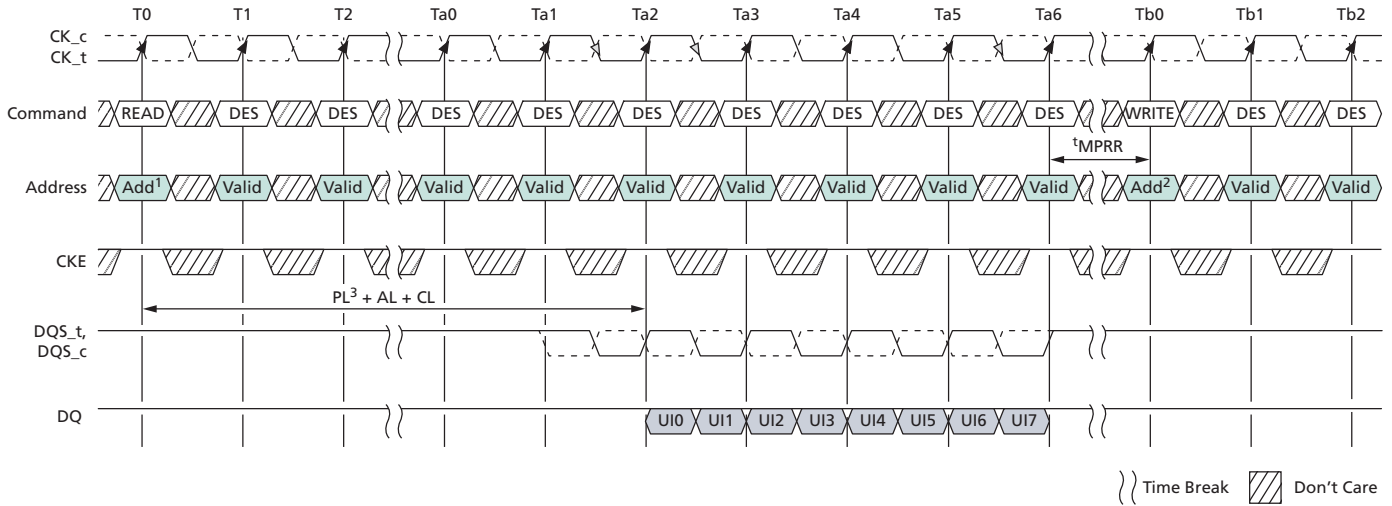 T0 T1 T2 Ta0 Ta1 Ta2 Ta3 Ta4 Ta5 Ta6 Tb0 Tb1 Tb2
CK_c
CK_t
Command READ DES DES DES DES DES DES DES DES DES WRITE DES DES
tMPRR
Address Add1 Valid Valid Valid Valid Valid Valid Valid Valid Valid Add2 Valid Valid
CKE
PL3 + AL + CL
DQS_t,
DQS_c
DQ UI0 UI1 UI2 UI3 UI4 UI5 UI6 UI7
Time Break Don't Care